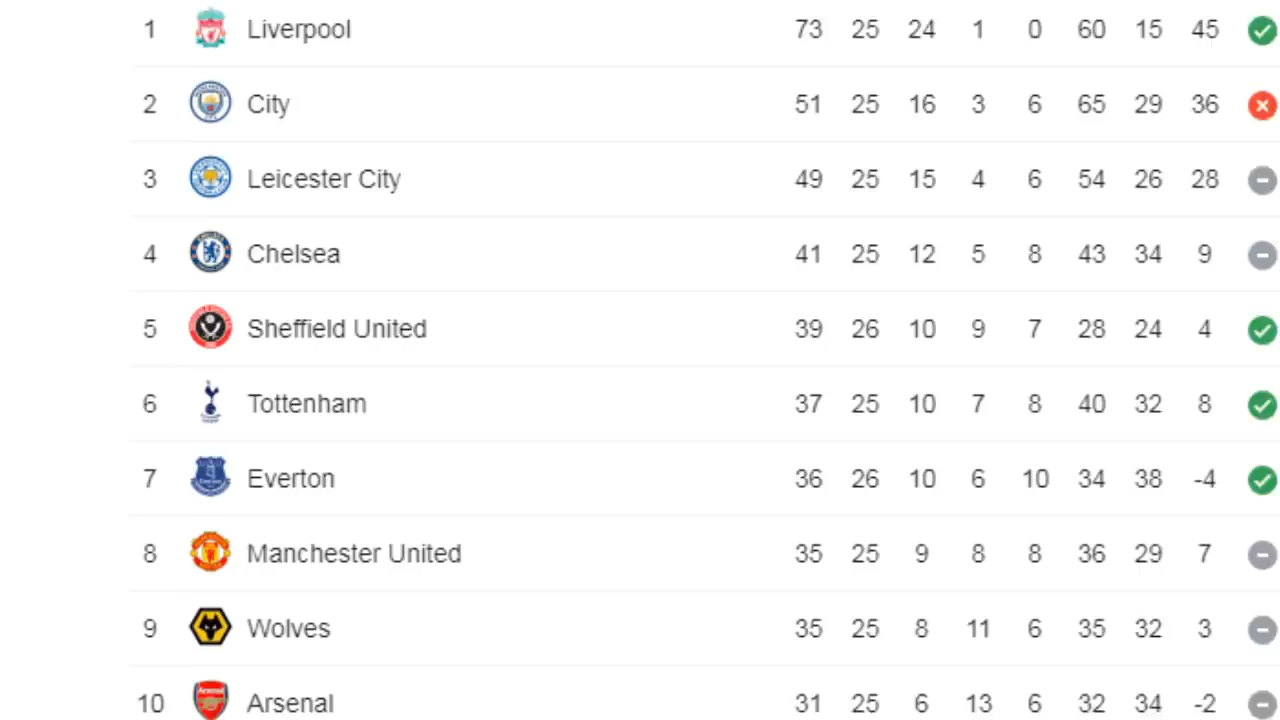 1 Liverpool 73 25 24 1 0 60 15 45
2 City 51 25 16 3 6 65 29 36
3 Leicester City 49 25 15 4 6 54 26 28
4 Chelsea 41 25 12 5 8 43 34 9
5 Sheffield United 39 26 10 9 7 28 24 4
6 Tottenham 37 25 10 7 8 40 32 8
7 Everton 36 26 10 6 10 34 38 -4
8 Manchester United 35 25 9 8 8 36 29 7
9 Wolves 35 25 8 11 6 35 32 3
10 Arsenal 31 25 6 13 6 32 34 -2